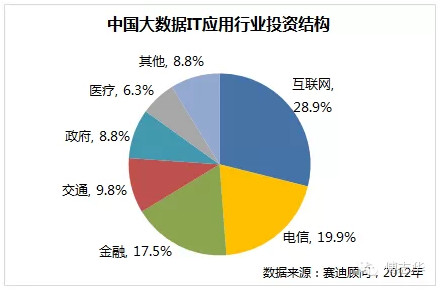 中国大数据IT应用行业投资结构
其他, 8.8%
医疗, 6.3%
政府, 8.8%
交通, 9.8%
金融, 17.5%
互联网,
28.9%
电信, 19.9%
数据来源：赛迪顾问，2012年
傅志华